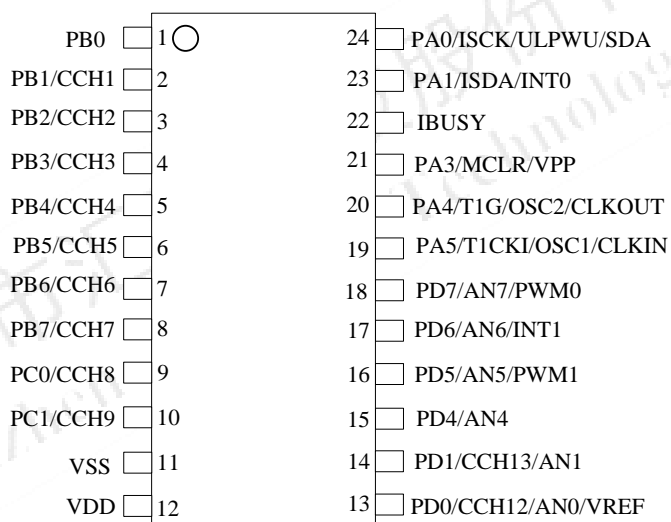 PB0 1 24 PA0/ISCK/ULPWU/SDA
PB1/CCH1 2 23 PA1/ISDA/INT0
PB2/CCH2 3 22 IBUSY
PB3/CCH3 4 21 PA3/MCLR/VPP
PB4/CCH4 5 20 PA4/T1G/OSC2/CLKOUT
PB5/CCH5 6 19 PA5/T1CKI/OSC1/CLKIN
PB6/CCH6 7 18 PD7/AN7/PWM0
PB7/CCH7 8 17 PD6/AN6/INT1
PC0/CCH8 9 16 PD5/AN5/PWM1
PC1/CCH9 10 15 PD4/AN4
VSS 11 14 PD1/CCH13/AN1
VDD 12 13 PD0/CCH12/AN0/VREF